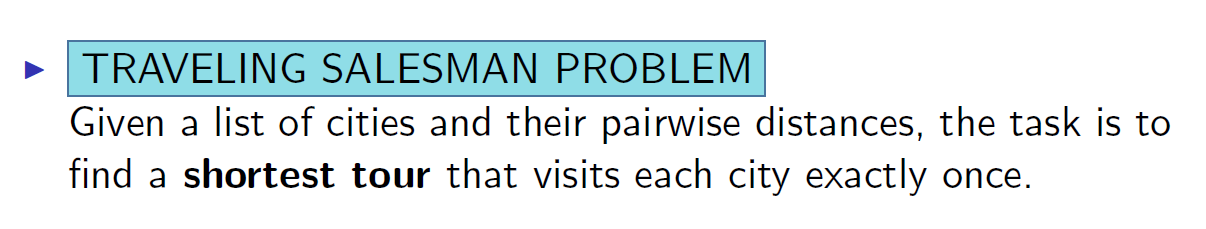 TRAVELING SALESMAN PROBLEM
Given a list of cities and their pairwise distances, the task is to
find a shortest tour that visits each city exactly once.